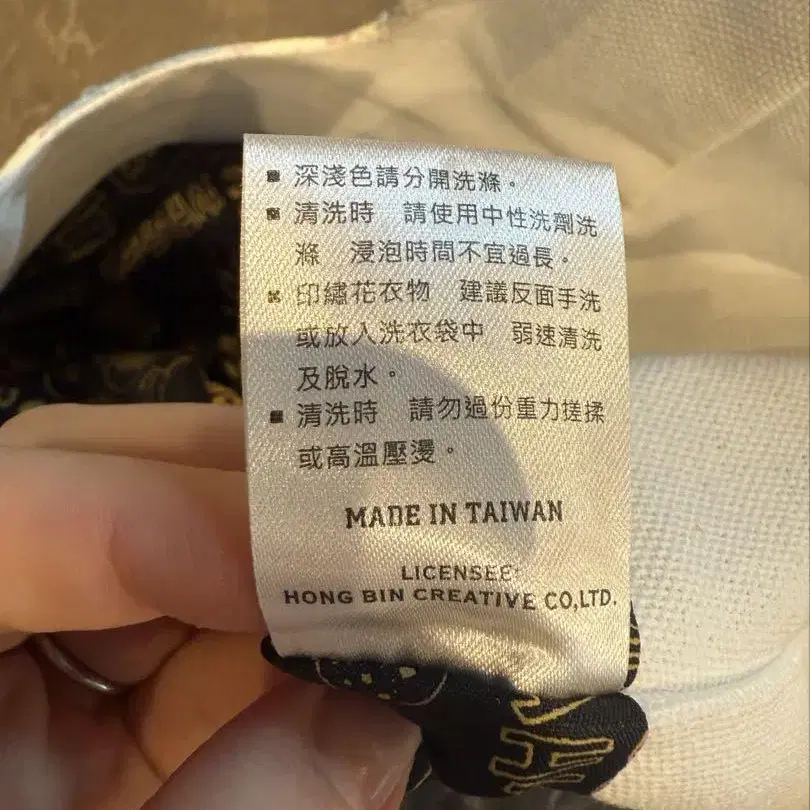 ▪ 深淺色請分開洗滌。
▪ 清洗時 請使用中性洗劑洗
滌 浸泡時間不宜過長。
▪ 印繡花衣物 建議反面手洗
或放入洗衣袋中 弱速清洗
及脫水。
▪ 清洗時 請勿過份重力搓揉
或高溫壓燙。
MADE IN TAIWAN
LICENSEE:
HONG BIN CREATIVE CO,LTD.